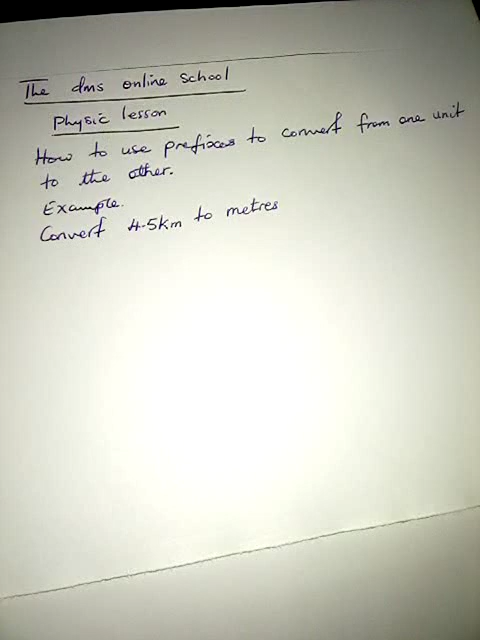 The dms online school
Physic lesson
How to use prefixes to convert from one unit
to the other.
Example.
Convert 4.5km to metres